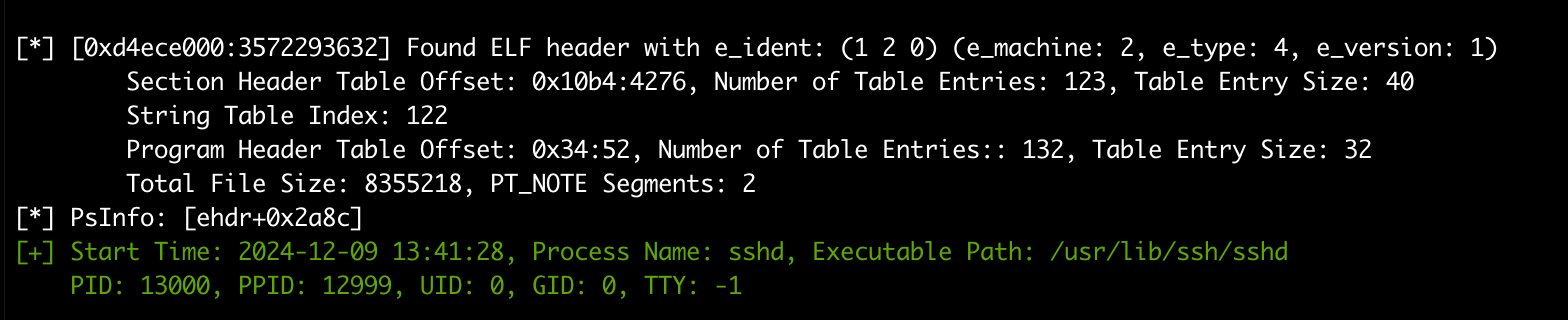 [*] [0xd4ece000:3572293632] Found ELF header with e_ident: (1 2 0) (e_machine: 2, e_type: 4, e_version: 1)
Section Header Table Offset: 0x10b4:4276, Number of Table Entries: 123, Table Entry Size: 40
String Table Index: 122
Program Header Table Offset: 0x34:52, Number of Table Entries:: 132, Table Entry Size: 32
Total File Size: 8355218, PT_NOTE Segments: 2
[*] PsInfo: [ehdr+0x2a8c]
[+] Start Time: 2024-12-09 13:41:28, Process Name: sshd, Executable Path: /usr/lib/ssh/sshd
PID: 13000, PPID: 12999, UID: 0, GID: 0, TTY: -1